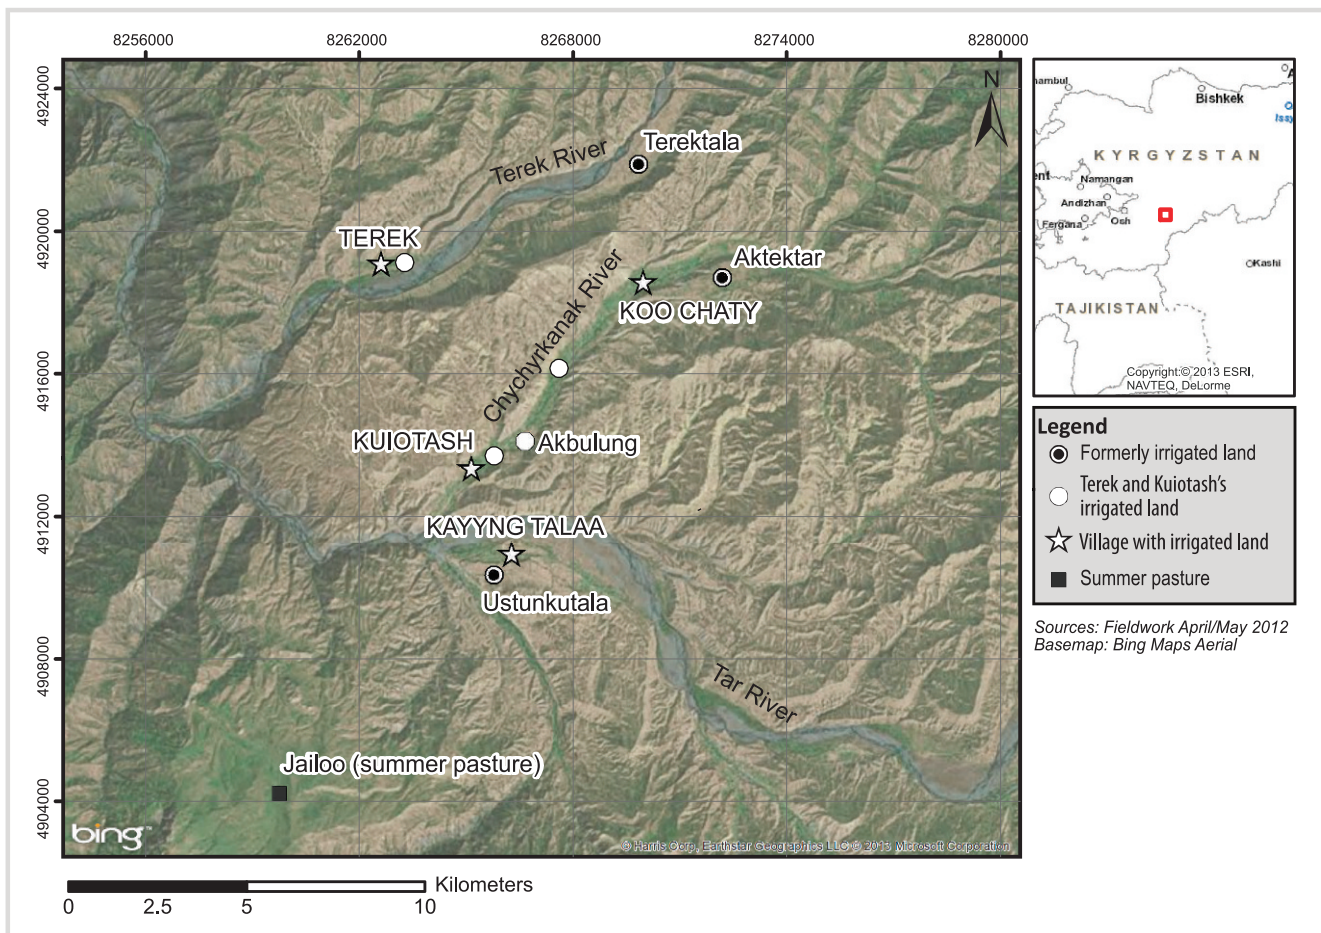 8256000 8262000 8268000 8274000 8280000
4924000
4920000
4916000
4912000
4908000
4904000
N
Terek River
Terektala
TEREK
Aktektar
KOO CHATY
Chychyrkanak River
KUIOTASH
Akbulung
KAYYNG TALAA
Ustunkutala
Tar River
Jailoo (summer pasture)
bing
© Harris Corp, Earthstar Geographics LLC © 2013 Microsoft Corporation
Kilometers
0 2.5 5 10
Bishkek
KYRGYZSTAN
Namangan
Andizhan
Fergana
Osh
Kashi
TAJIKISTAN
Copyright:© 2013 ESRI,
NAVTEQ, DeLorme
Legend
Formerly irrigated land
Terek and Kuiotash's
irrigated land
Village with irrigated land
Summer pasture
Sources: Fieldwork April/May 2012
Basemap: Bing Maps Aerial